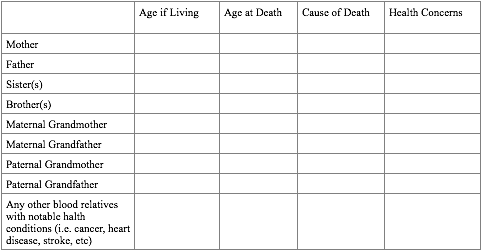 Age if Living Age at Death Cause of Death Health Concerns
Mother
Father
Sister(s)
Brother(s)
Maternal Grandmother
Maternal Grandfather
Paternal Grandmother
Paternal Grandfather
Any other blood relatives
with notable halth
conditions (i.e. cancer, heart
disease, stroke, etc)